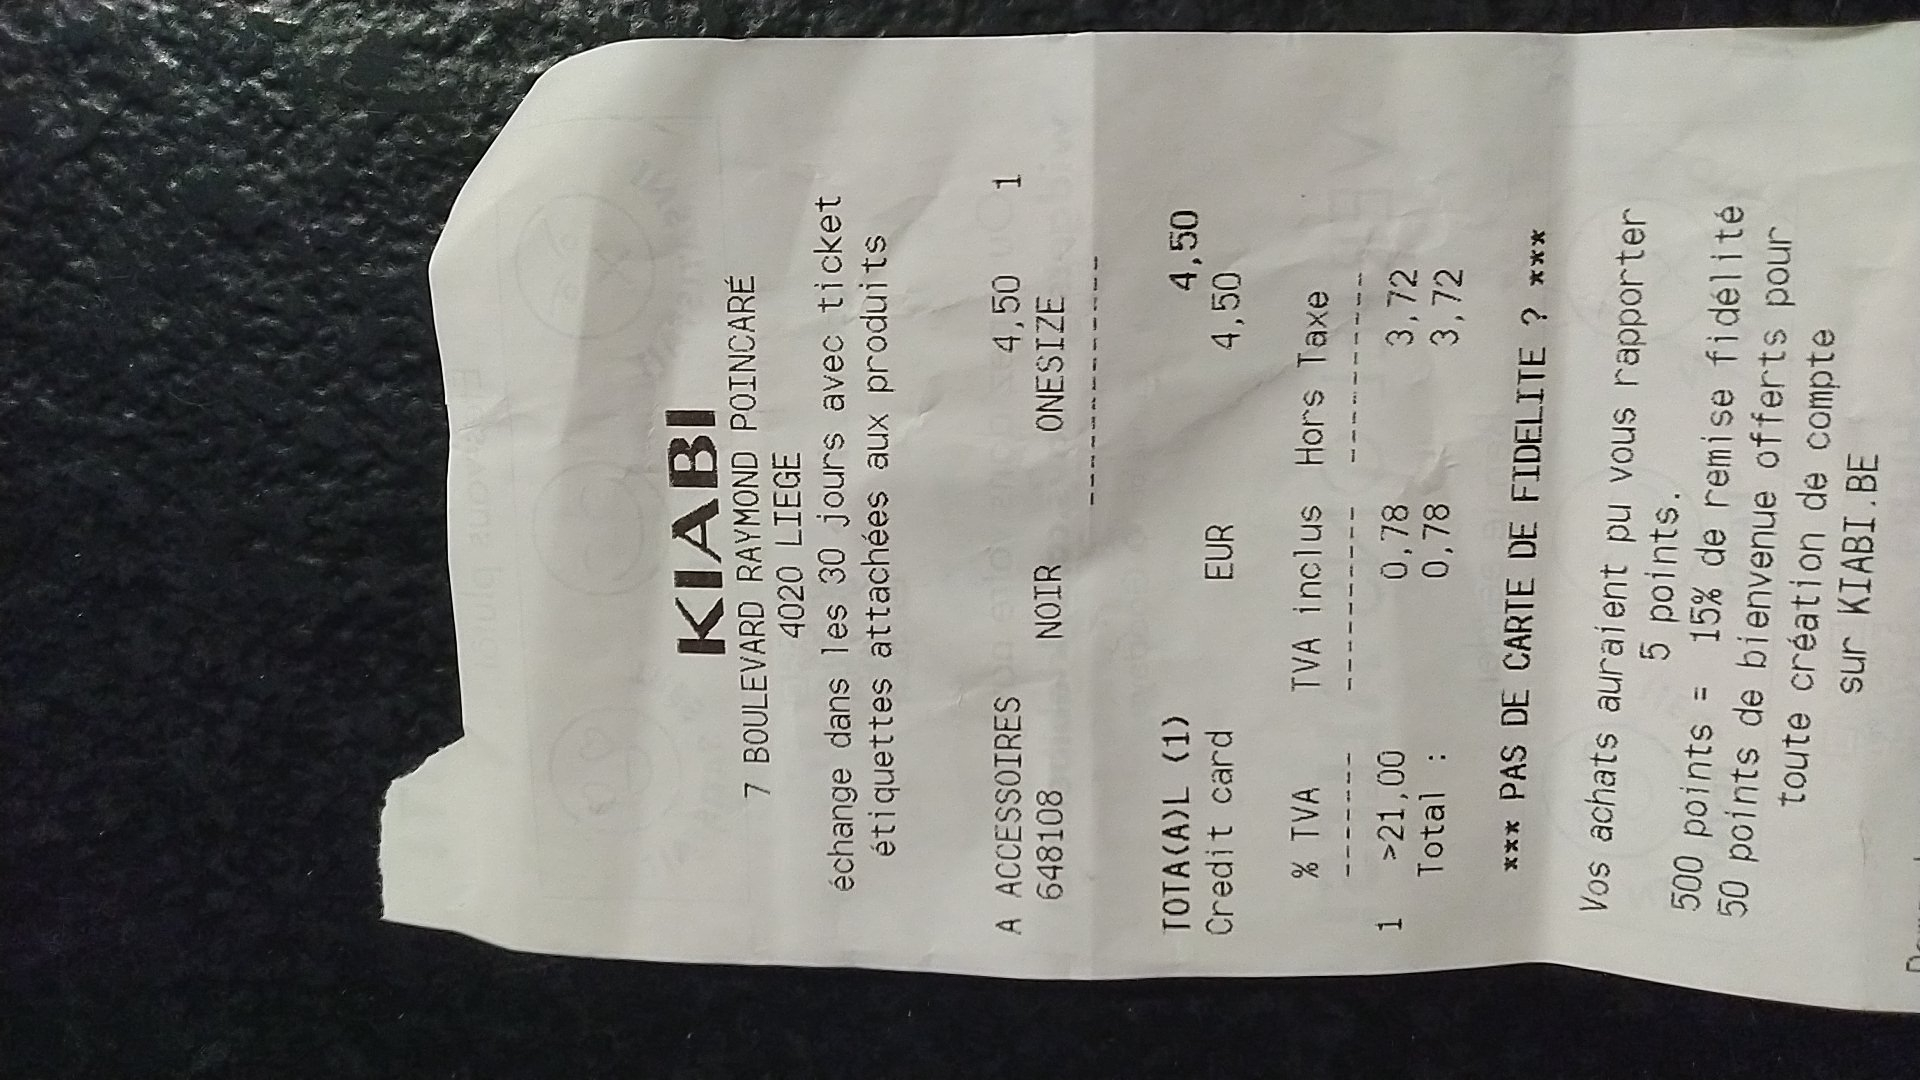 KIABI
7 BOULEVARD RAYMOND POINCARÉ
4020 LIEGE
échange dans les 30 jours avec ticket
étiquettes attachées aux produits
A ACCESSOIRES 4,50 1
648108 NOIR ONESIZE
---------------
TOTA(A)L (1) 4,50
Credit card EUR 4,50
% TVA TVA inclus Hors Taxe
------- ----------- -----------
1 >21,00 0,78 3,72
Total : 0,78 3,72
*** PAS DE CARTE DE FIDELITE ? ***
Vos achats auraient pu vous rapporter
5 points.
500 points = 15% de remise fidélité
50 points de bienvenue offerts pour
toute création de compte
sur KIABI.BE